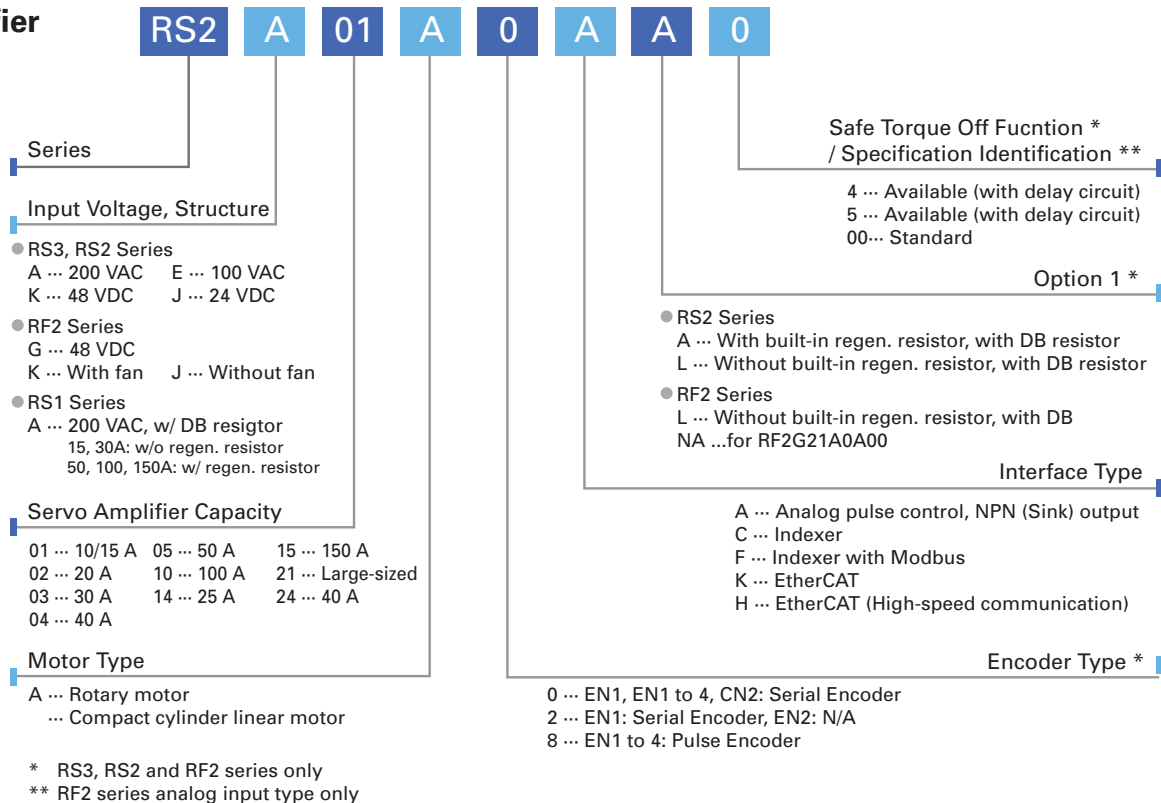 fier
RS2 A 01 A 0 A A 0
Series
Input Voltage, Structure
RS3, RS2 Series
A ··· 200 VAC E ··· 100 VAC
K ··· 48 VDC J ··· 24 VDC
RF2 Series
G ··· 48 VDC
K ··· With fan J ··· Without fan
RS1 Series
A ··· 200 VAC, w/ DB resigtor
15, 30A: w/o regen. resistor
50, 100, 150A: w/ regen. resistor
Servo Amplifier Capacity
01 ··· 10/15 A 05 ··· 50 A 15 ··· 150 A
02 ··· 20 A 10 ··· 100 A 21 ··· Large-sized
03 ··· 30 A 14 ··· 25 A 24 ··· 40 A
04 ··· 40 A
Motor Type
A ··· Rotary motor
··· Compact cylinder linear motor
* RS3, RS2 and RF2 series only
** RF2 series analog input type only
Safe Torque Off Fucntion *
/ Specification Identification **
4 ··· Available (with delay circuit)
5 ··· Available (with delay circuit)
00··· Standard
Option 1 *
RS2 Series
A ··· With built-in regen. resistor, with DB resistor
L ··· Without built-in regen. resistor, with DB resistor
RF2 Series
L ··· Without built-in regen. resistor, with DB
NA ...for RF2G21A0A00
Interface Type
A ··· Analog pulse control, NPN (Sink) output
C ··· Indexer
F ··· Indexer with Modbus
K ··· EtherCAT
H ··· EtherCAT (High-speed communication)
Encoder Type *
0 ··· EN1, EN1 to 4, CN2: Serial Encoder
2 ··· EN1: Serial Encoder, EN2: N/A
8 ··· EN1 to 4: Pulse Encoder